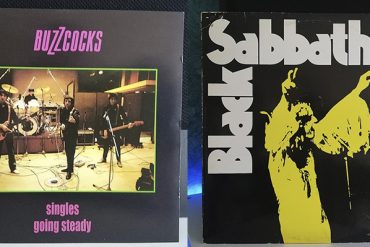 BUZZCOCKS
singles
going steady
Black
Sabbath